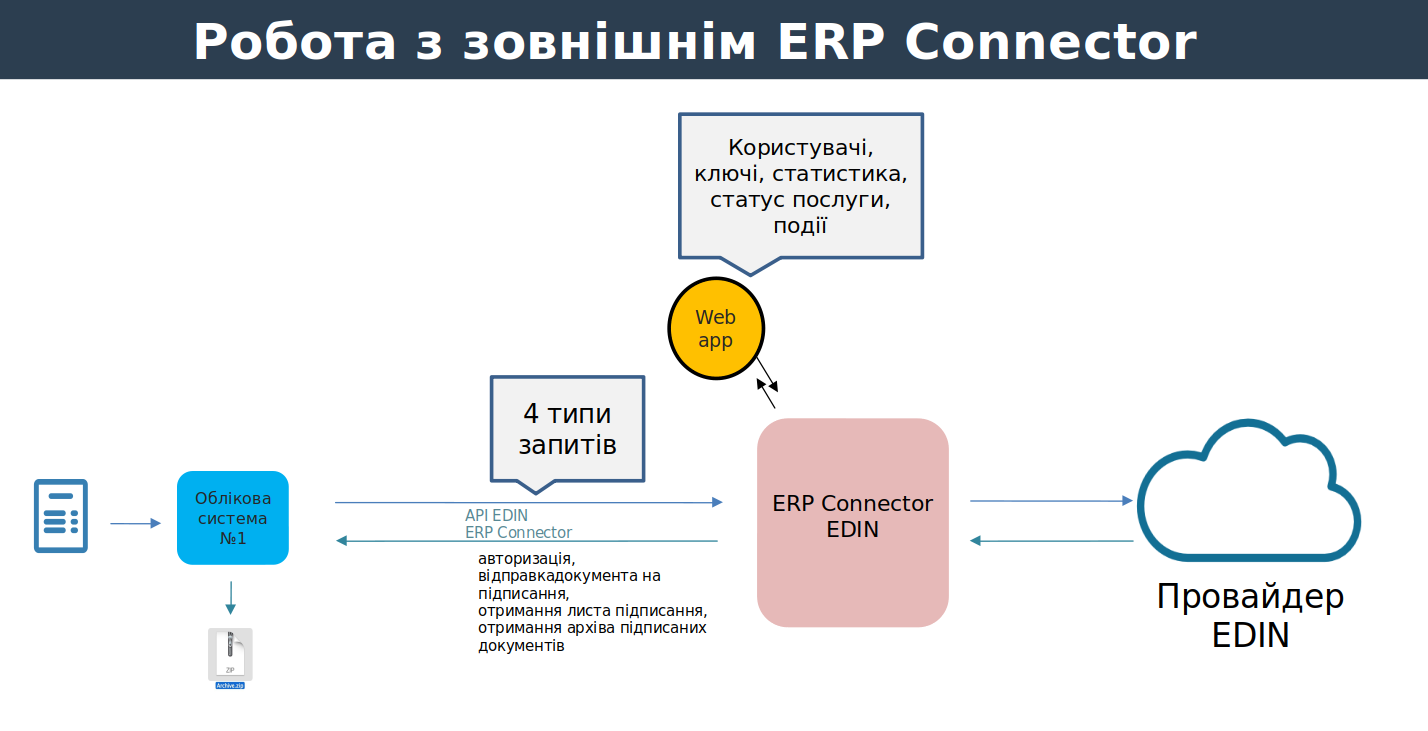 Робота з зовнішнім ERP Connector
Користувачі,
ключі, статистика,
статус послуги,
події
Web
app
4 типи
запитів
Облікова
система
№1
API EDIN
ERP Connector
авторизація,
відправкадокумента на
підписання,
отримання листа підписання,
отримання архіва підписаних
документів
ERP Connector
EDIN
Провайдер
EDIN
ZIP
Archive.zip